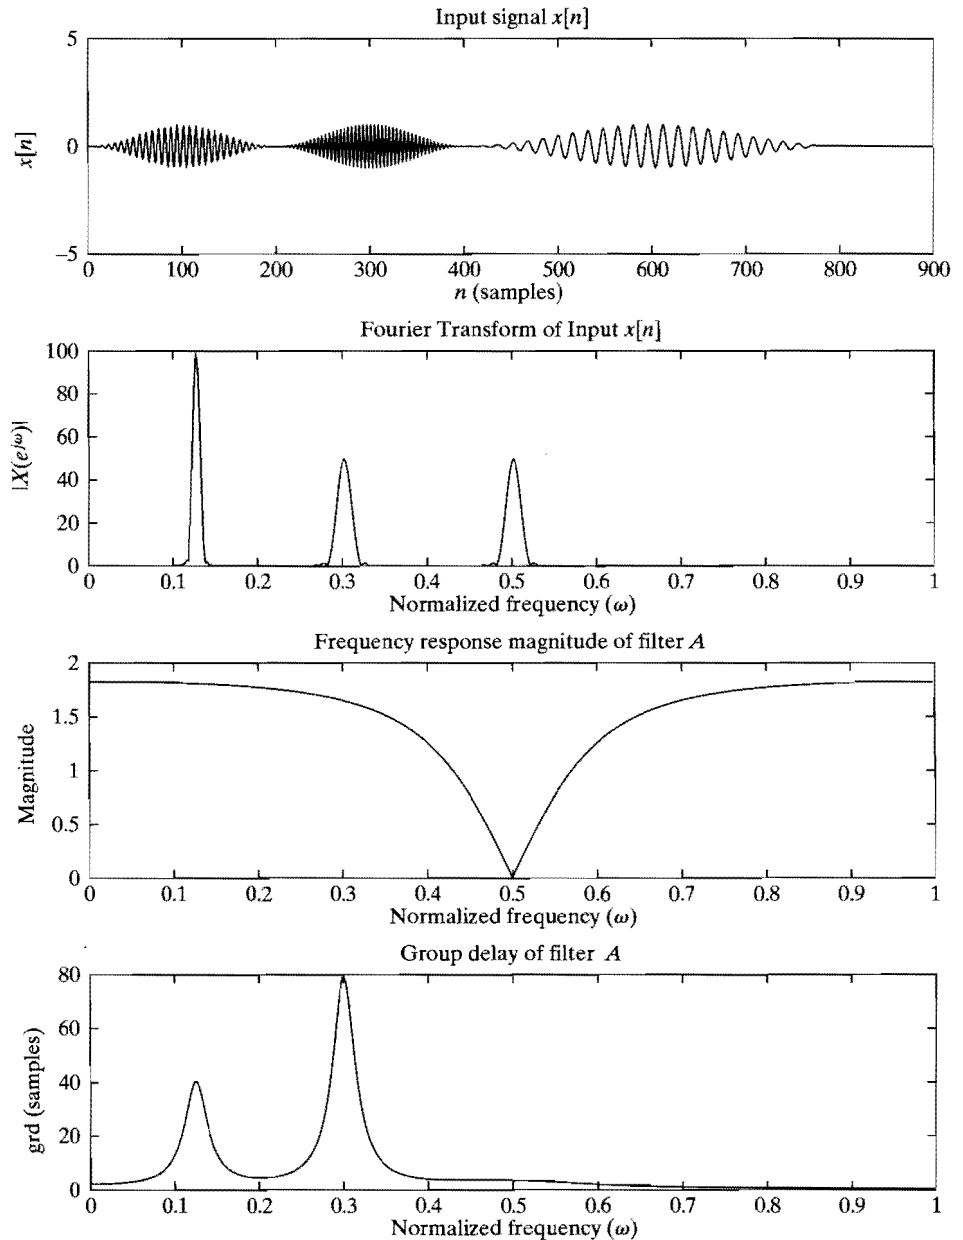 Input signal x[n]
5
0
−5
x[n]
0 100 200 300 400 500 600 700 800 900
n (samples)
Fourier Transform of Input x[n]
100
80
60
40
20
0
|X(e^{jω})|
0 0.1 0.2 0.3 0.4 0.5 0.6 0.7 0.8 0.9 1
Normalized frequency (ω)
Frequency response magnitude of filter A
2
1.5
1
0.5
0
Magnitude
0 0.1 0.2 0.3 0.4 0.5 0.6 0.7 0.8 0.9 1
Normalized frequency (ω)
Group delay of filter A
80
60
40
20
0
grd (samples)
0 0.1 0.2 0.3 0.4 0.5 0.6 0.7 0.8 0.9 1
Normalized frequency (ω)